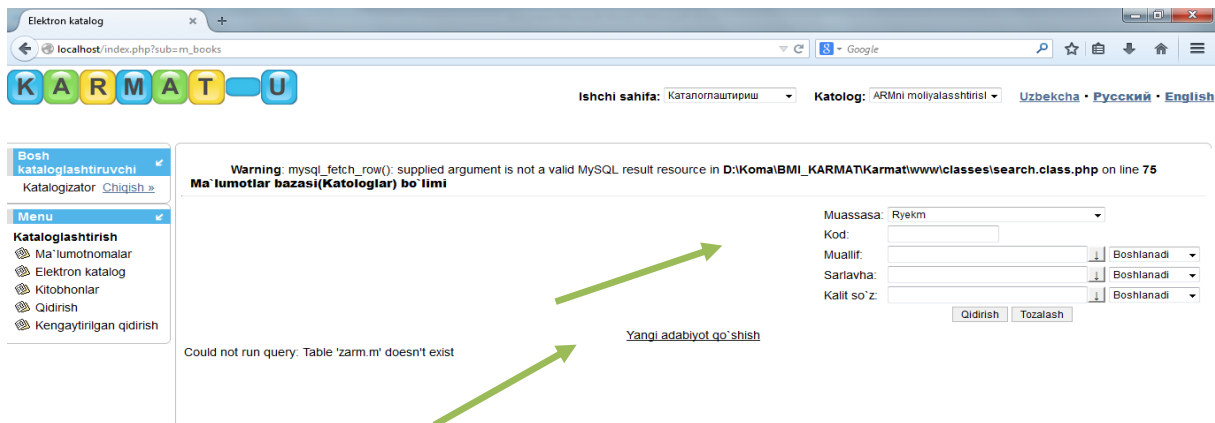 Elektron katalog
localhost/index.php?sub=m_books
Google
KARMAT U
Ishchi sahifa: Каталоглаштириш Katolog: ARMni moliyalasshtirisl Uzbekcha • Русский • English
Bosh
kataloglashtiruvchi
Katalogizator Chiqish »
Menu
Kataloglashtirish
Ma`lumotnomalar
Elektron katalog
Kitobhonlar
Qidirish
Kengaytirilgan qidirish
Warning: mysql_fetch_row(): supplied argument is not a valid MySQL result resource in D:\Koma\BMI_KARMAT\Karmat\www\classes\search.class.php on line 75
Ma`lumotlar bazasi(Katologlar) bo`limi
Muassasa: Ryekm
Kod:
Muallif: ↓ Boshlanadi
Sarlavha: ↓ Boshlanadi
Kalit so`z: ↓ Boshlanadi
Qidirish Tozalash
Yangi adabiyot qo`shish
Could not run query: Table 'zarm.m' doesn't exist